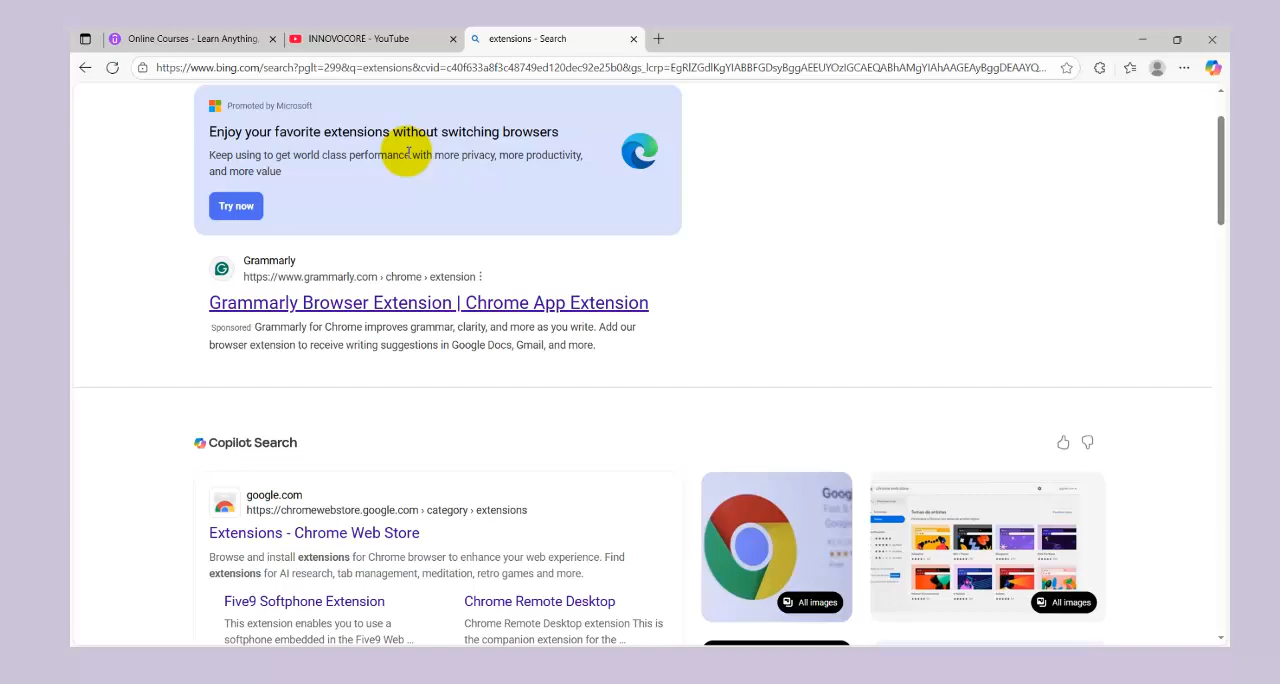 Online Courses - Learn Anything,
INNOVOCORE - YouTube
extensions - Search
https://www.bing.com/search?pglt=299&q=extensions&cvid=c40f633a8f3c48749ed120dec92e25b0&gs_lcrp=EgRlZGdlKgYIABBFGDsyBggAEEUYOzIGCAEQABhAMgYIAhAAGEAyBggDEAAYQ...
Promoted by Microsoft
Enjoy your favorite extensions without switching browsers
Keep using to get world class performance with more privacy, more productivity,
and more value
Try now
Grammarly
https://www.grammarly.com › chrome › extension
Grammarly Browser Extension | Chrome App Extension
Sponsored Grammarly for Chrome improves grammar, clarity, and more as you write. Add our
browser extension to receive writing suggestions in Google Docs, Gmail, and more.
Copilot Search
google.com
https://chromewebstore.google.com › category › extensions
Extensions - Chrome Web Store
Browse extensions for Chrome browser to enhance your web experience. Find
extensions for AI research, tab management, meditation, retro games and more.
Five9 Softphone Extension
This extension enables you to use a
softphone embedded in the Five9 Web ...
Chrome Remote Desktop
Chrome Remote Desktop extension This is
the companion extension for the ...
All images
All images